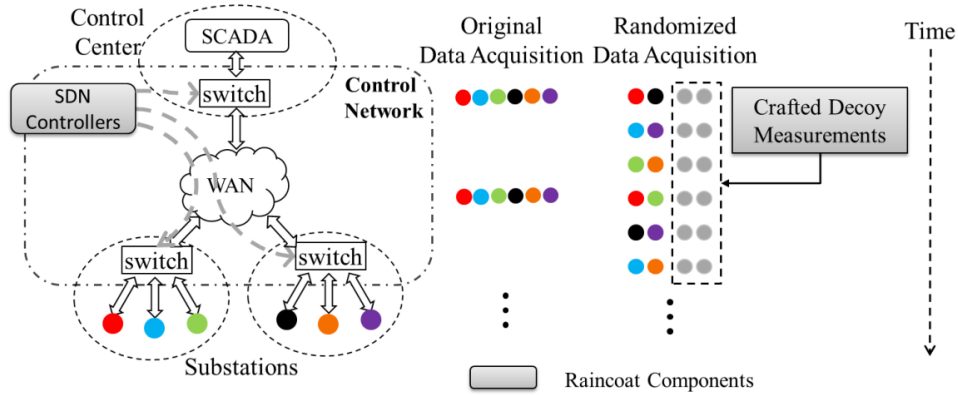 Control
Center
SCADA
switch
SDN
Controllers
Control
Network
WAN
switch
switch
Substations
Original
Data Acquisition
Randomized
Data Acquisition
Time
Crafted Decoy
Measurements
Raincoat Components